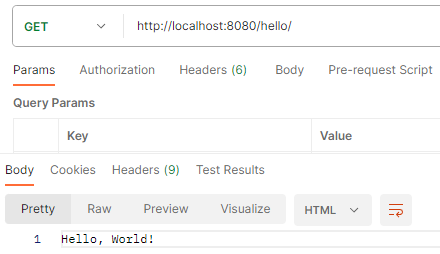 GET http://localhost:8080/hello/
Params Authorization Headers (6) Body Pre-request Script
Query Params
Key Value
Body Cookies Headers (9) Test Results
Pretty Raw Preview Visualize HTML
1 Hello, World!